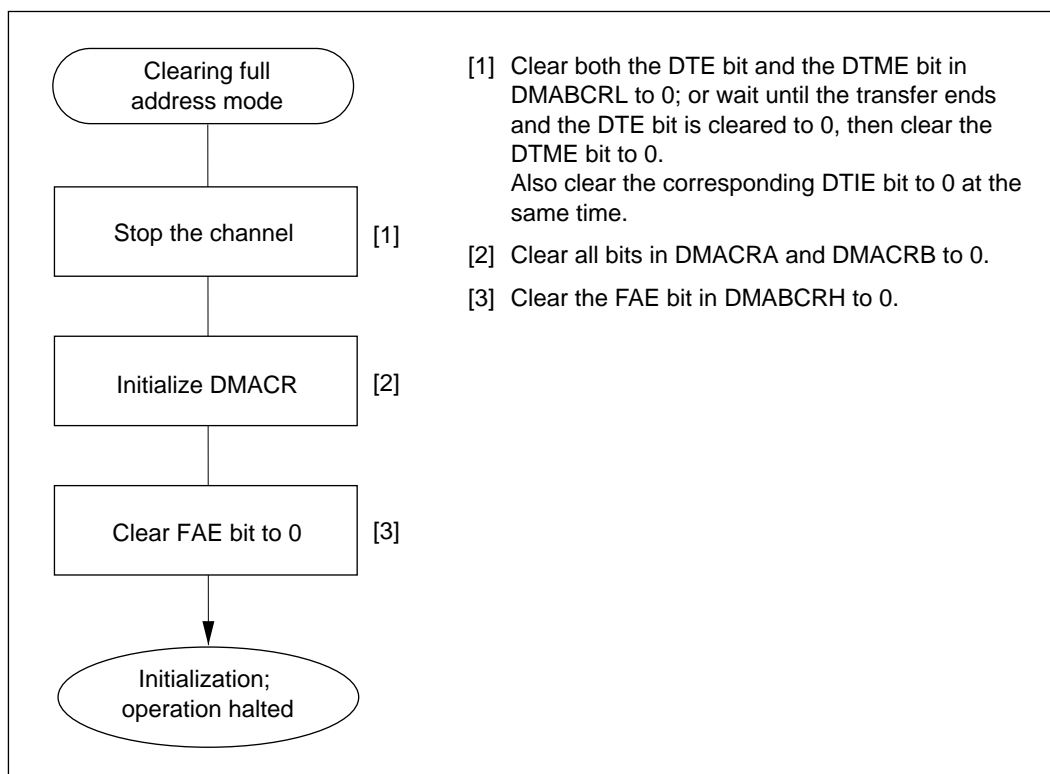 Clearing full
address mode
Stop the channel
[1]
Initialize DMACR
[2]
Clear FAE bit to 0
[3]
Initialization;
operation halted
[1] Clear both the DTE bit and the DTME bit in
DMABCRL to 0; or wait until the transfer ends
and the DTE bit is cleared to 0, then clear the
DTME bit to 0.
Also clear the corresponding DTIE bit to 0 at the
same time.
[2] Clear all bits in DMACRA and DMACRB to 0.
[3] Clear the FAE bit in DMABCRH to 0.